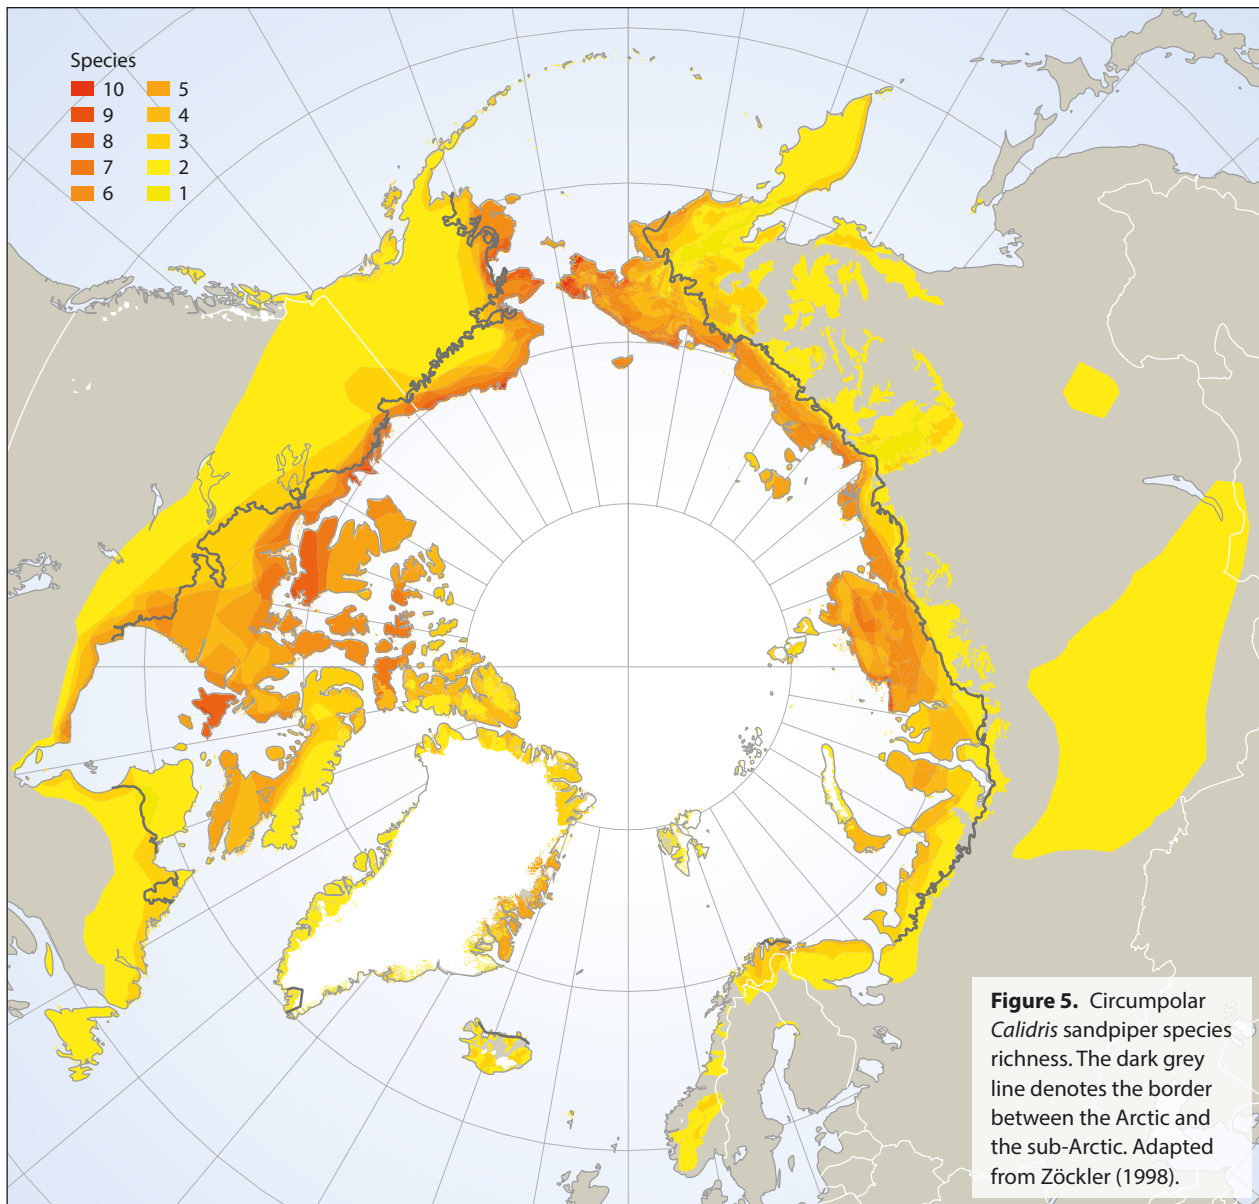 Species
10
9
8
7
6
5
4
3
2
1
Figure 5. Circumpolar
Calidris sandpiper species
richness. The dark grey
line denotes the border
between the Arctic and
the sub-Arctic. Adapted
from Zöckler (1998).